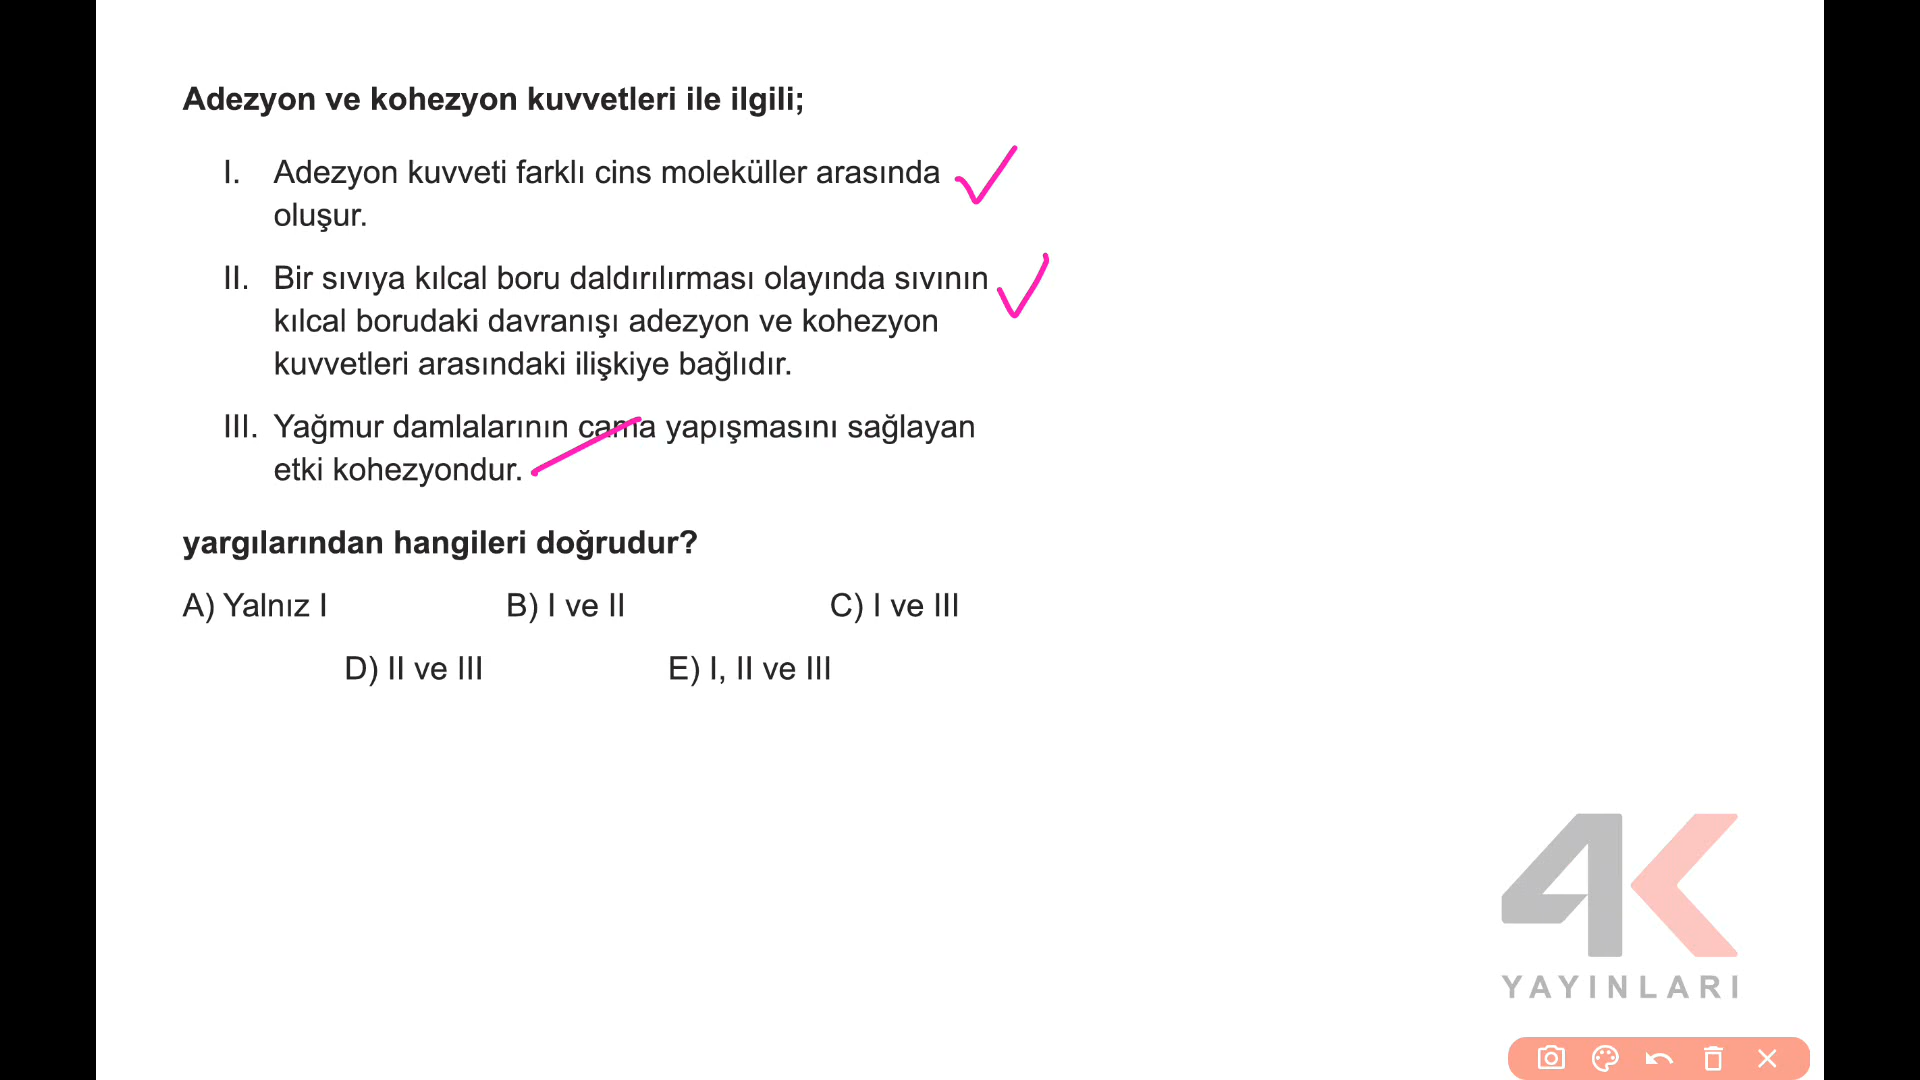 Adezyon ve kohezyon kuvvetleri ile ilgili;
I. Adezyon kuvveti farklı cins moleküller arasında
oluşur.
II. Bir sıvıya kılcal boru daldırılırması olayında sıvının
kılcal borudaki davranışı adezyon ve kohezyon
kuvvetleri arasındaki ilişkiye bağlıdır.
III. Yağmur damlalarının cama yapışmasını sağlayan
etki kohezyondur.
yargılarından hangileri doğrudur?
A) Yalnız I B) I ve II C) I ve III
D) II ve III E) I, II ve III
4K
YAYINLARI